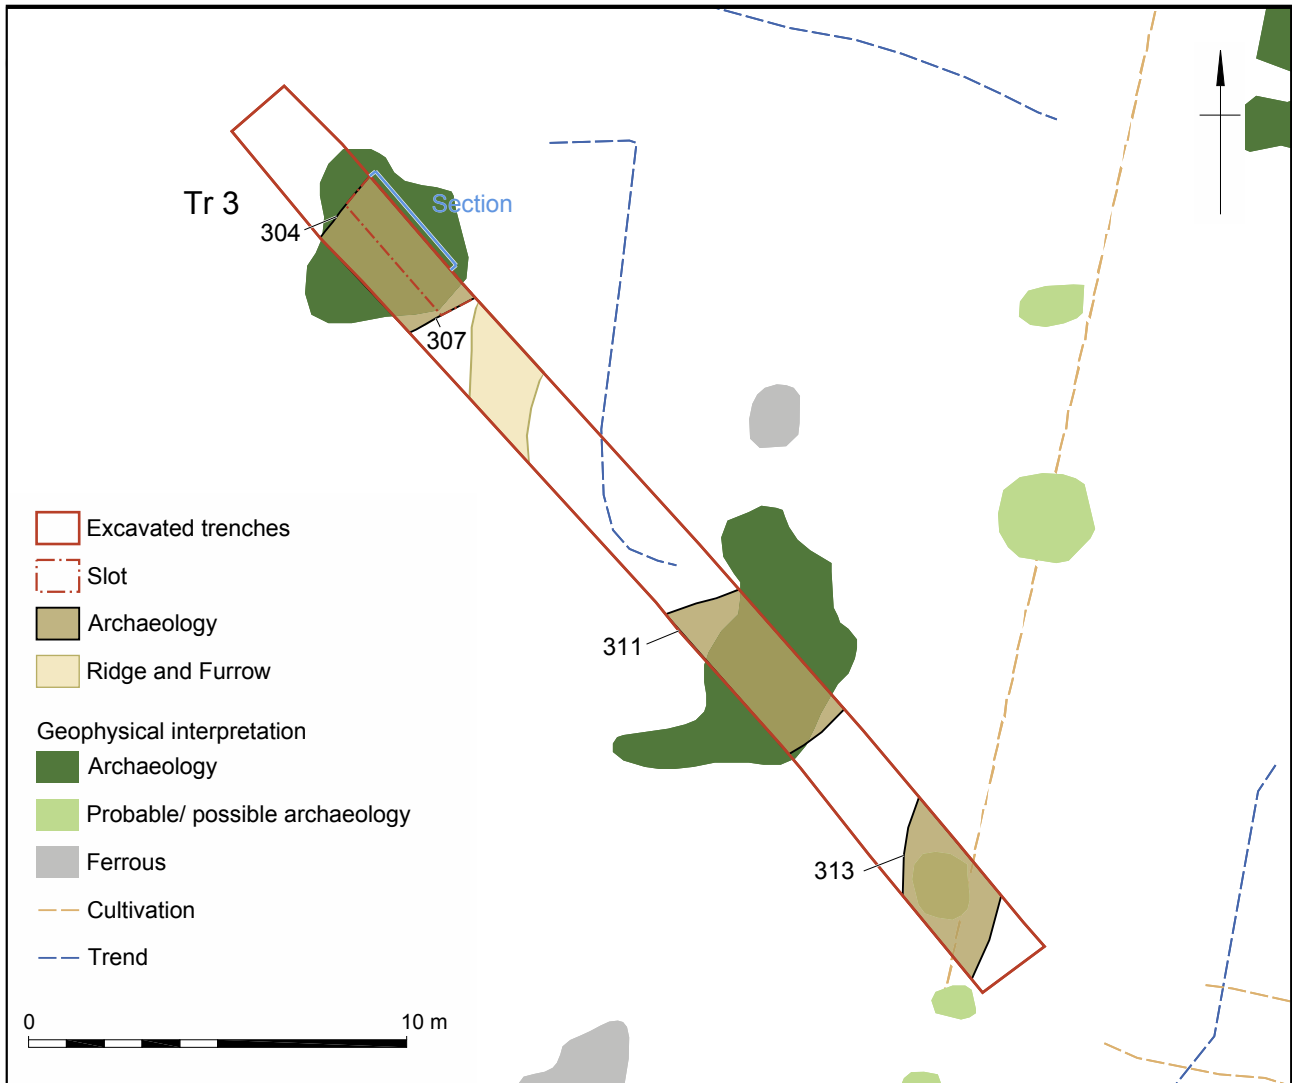 Tr 3
Section
304
307
311
313
Excavated trenches
Slot
Archaeology
Ridge and Furrow
Geophysical interpretation
Archaeology
Probable/ possible archaeology
Ferrous
Cultivation
Trend
0 10 m